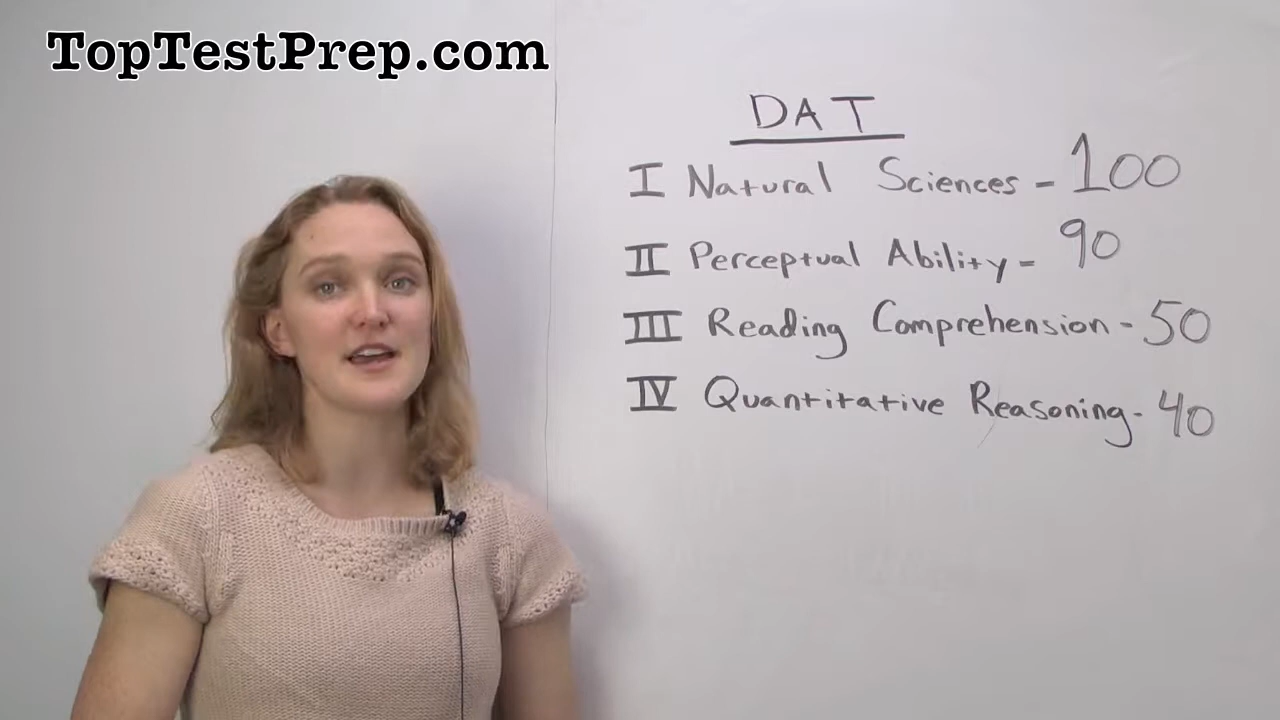 TopTestPrep.com
DAT
I Natural Sciences - 100
II Perceptual Ability - 90
III Reading Comprehension - 50
IV Quantitative Reasoning - 40